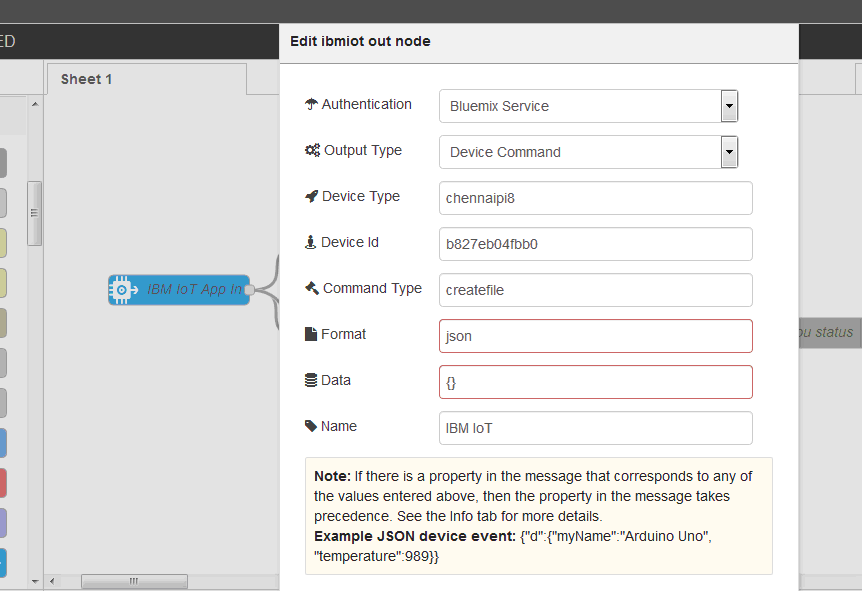 ED
Edit ibmiot out node
Sheet 1
Authentication
Bluemix Service
Output Type
Device Command
Device Type
chennaipi8
Device Id
b827eb04fbb0
IBM IoT App In
Command Type
createfile
Format
json
pu status
Data
{}
Name
IBM IoT
Note: If there is a property in the message that corresponds to any of
the values entered above, then the property in the message takes
precedence. See the Info tab for more details.
Example JSON device event: {"d":{"myName":"Arduino Uno",
"temperature":989}}